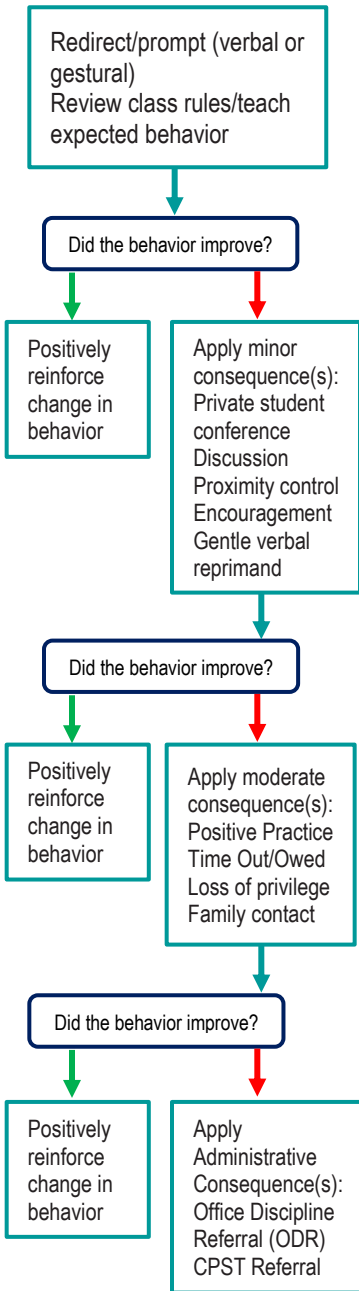 Redirect/prompt (verbal or
gestural)
Review class rules/teach
expected behavior
Did the behavior improve?
Positively
reinforce
change in
behavior
Apply minor
consequence(s):
Private student
conference
Discussion
Proximity control
Encouragement
Gentle verbal
reprimand
Did the behavior improve?
Positively
reinforce
change in
behavior
Apply moderate
consequence(s):
Positive Practice
Time Out/Owed
Loss of privilege
Family contact
Did the behavior improve?
Positively
reinforce
change in
behavior
Apply
Administrative
Consequence(s):
Office Discipline
Referral (ODR)
CPST Referral